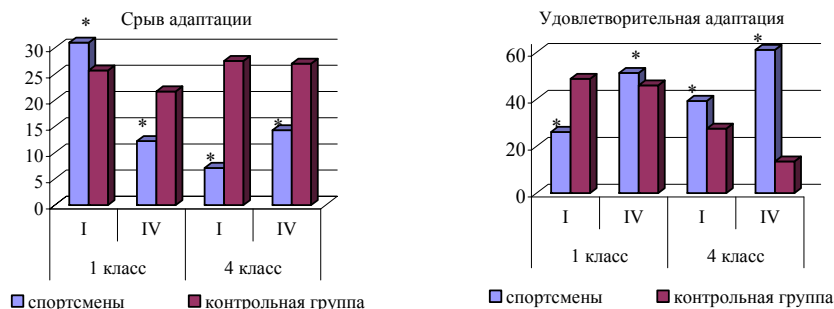 Срыв адаптации
*
30
25
20
15
10
5
0
*
*
*
I IV I IV
1 класс 4 класс
спортсмены контрольная группа
Удовлетворительная адаптация
60
40
20
0
*
*
*
*
I IV I IV
1 класс 4 класс
спортсмены контрольная группа